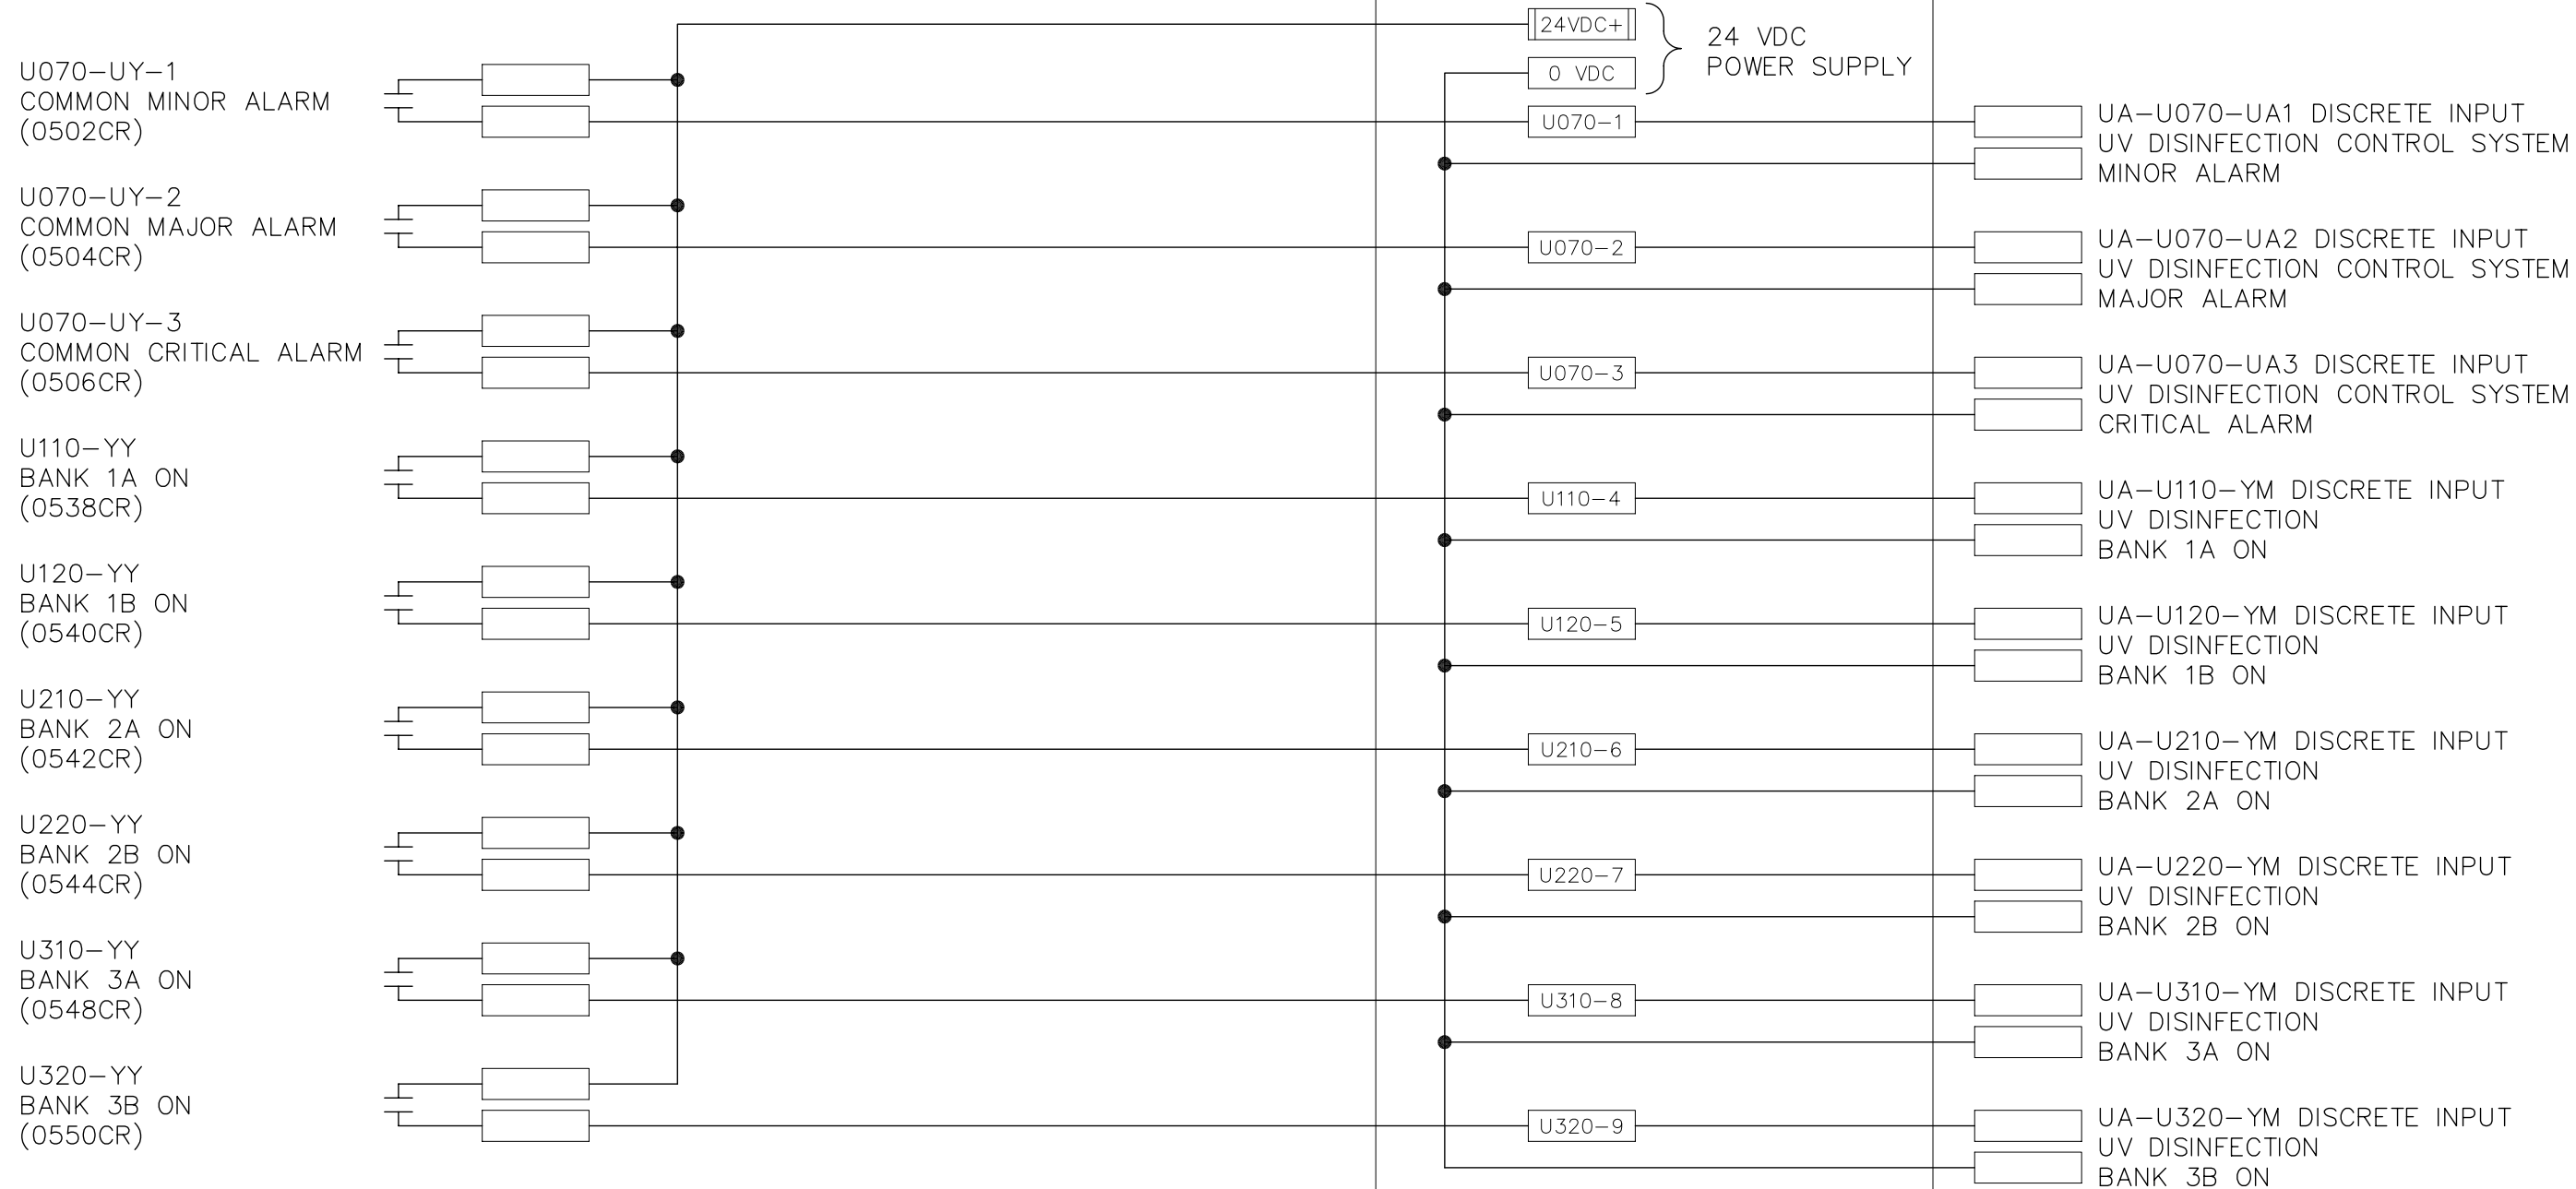 24VDC+
0 VDC
24 VDC
POWER SUPPLY
U070-UY-1
COMMON MINOR ALARM
(0502CR)
U070-1
UA-U070-UA1 DISCRETE INPUT
UV DISINFECTION CONTROL SYSTEM
MINOR ALARM
U070-UY-2
COMMON MAJOR ALARM
(0504CR)
U070-2
UA-U070-UA2 DISCRETE INPUT
UV DISINFECTION CONTROL SYSTEM
MAJOR ALARM
U070-UY-3
COMMON CRITICAL ALARM
(0506CR)
U070-3
UA-U070-UA3 DISCRETE INPUT
UV DISINFECTION CONTROL SYSTEM
CRITICAL ALARM
U110-YY
BANK 1A ON
(0538CR)
U110-4
UA-U110-YM DISCRETE INPUT
UV DISINFECTION
BANK 1A ON
U120-YY
BANK 1B ON
(0540CR)
U120-5
UA-U120-YM DISCRETE INPUT
UV DISINFECTION
BANK 1B ON
U210-YY
BANK 2A ON
(0542CR)
U210-6
UA-U210-YM DISCRETE INPUT
UV DISINFECTION
BANK 2A ON
U220-YY
BANK 2B ON
(0544CR)
U220-7
UA-U220-YM DISCRETE INPUT
UV DISINFECTION
BANK 2B ON
U310-YY
BANK 3A ON
(0548CR)
U310-8
UA-U310-YM DISCRETE INPUT
UV DISINFECTION
BANK 3A ON
U320-YY
BANK 3B ON
(0550CR)
U320-9
UA-U320-YM DISCRETE INPUT
UV DISINFECTION
BANK 3B ON